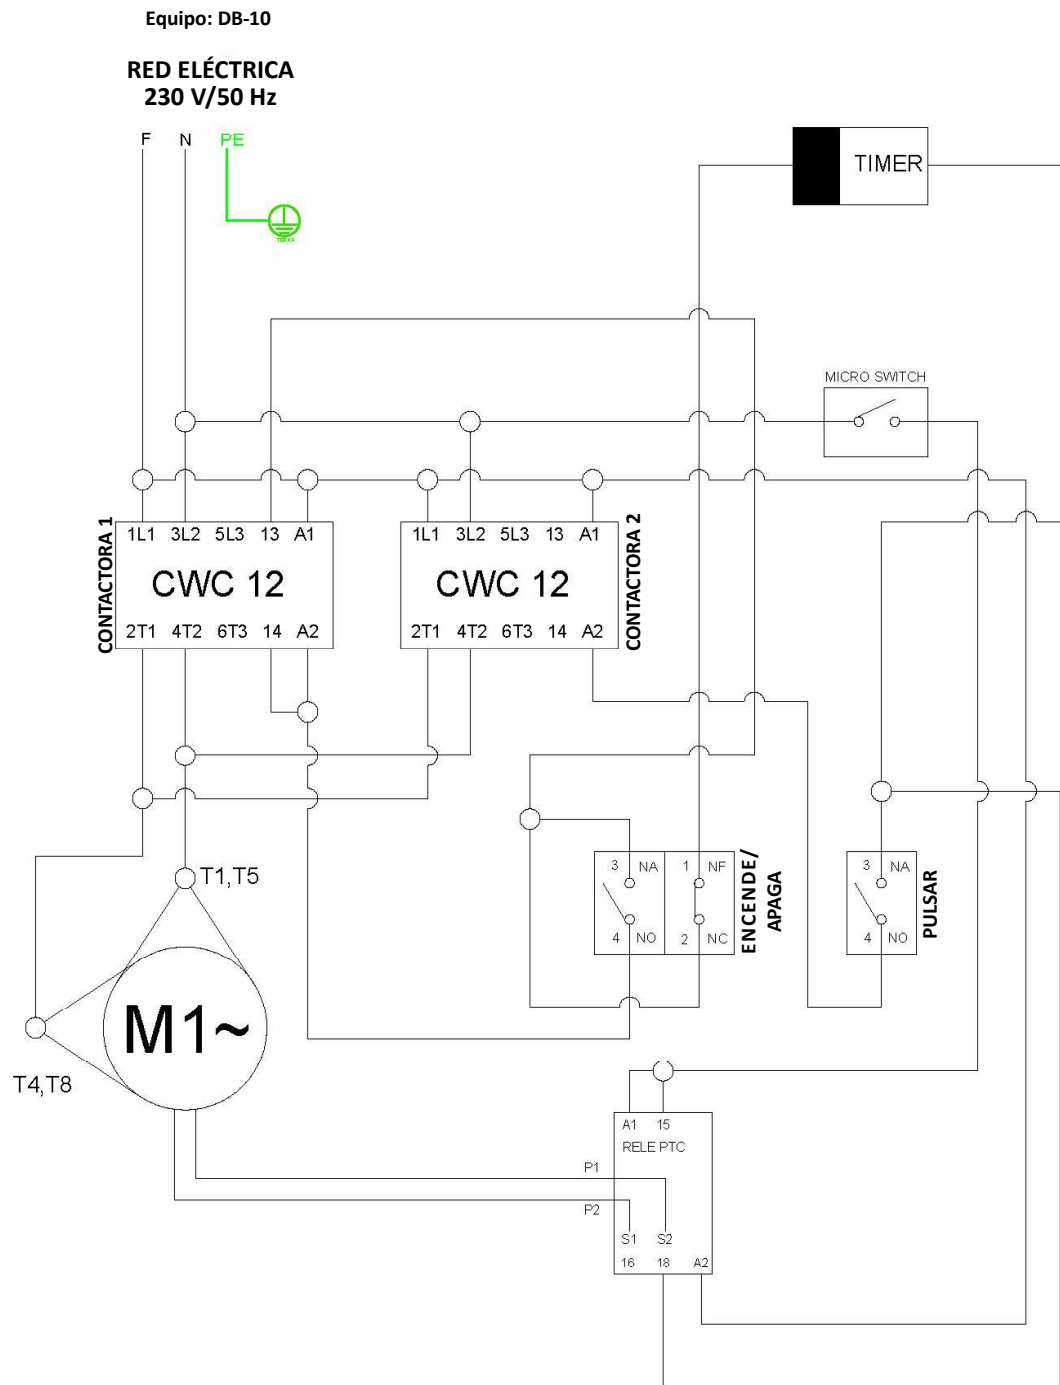 Equipo: DB-10
RED ELÉCTRICA
230 V/50 Hz
F N PE
TERRA
TIMER
MICRO SWITCH
CONTACTORA 1
1L1 3L2 5L3 13 A1
CWC 12
2T1 4T2 6T3 14 A2
1L1 3L2 5L3 13 A1
CWC 12
2T1 4T2 6T3 14 A2
CONTACTORA 2
3 NA 1 NF
4 NO 2 NC
ENCENDE/
APAGA
3 NA
4 NO
PULSAR
T1,T5
M1~
T4,T8
A1 15
RELE PTC
P1
P2
S1 S2
16 18 A2